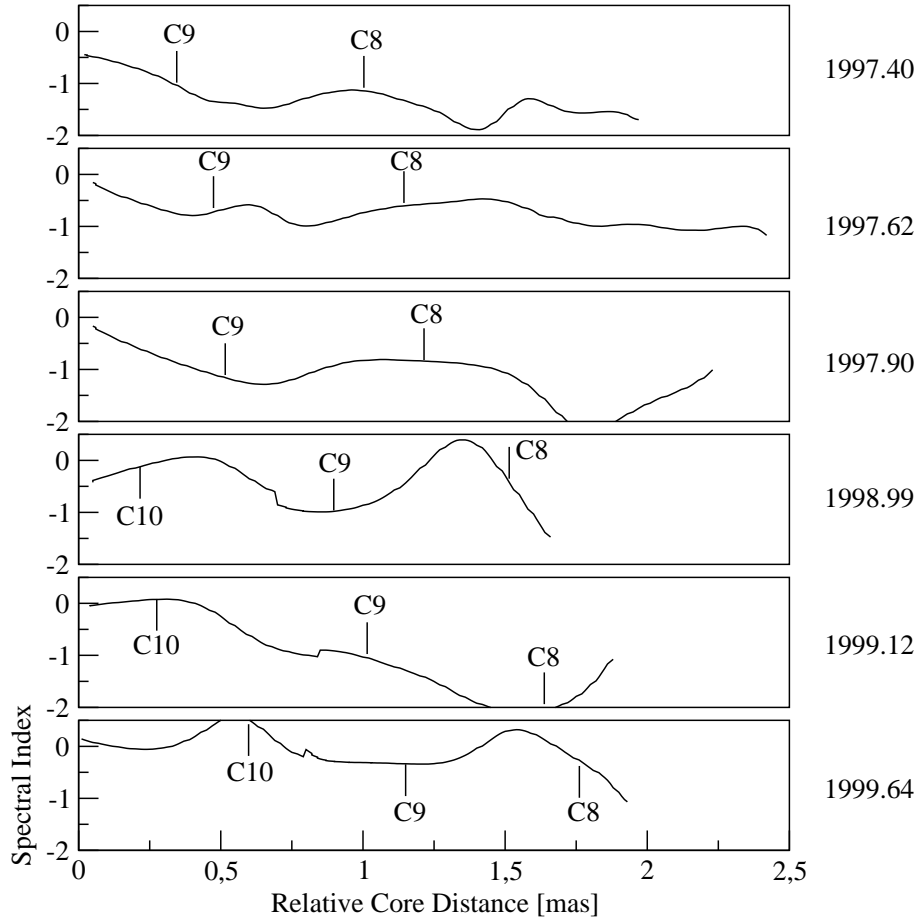 0
-1
-2
C9
C8
1997.40
0
-1
-2
C9
C8
1997.62
0
-1
-2
C9
C8
1997.90
0
-1
-2
C10
C9
C8
1998.99
0
-1
-2
C10
C9
C8
1999.12
0
-1
-2
C10
C9
C8
1999.64
Spectral Index
0 0,5 1 1,5 2 2,5
Relative Core Distance [mas]